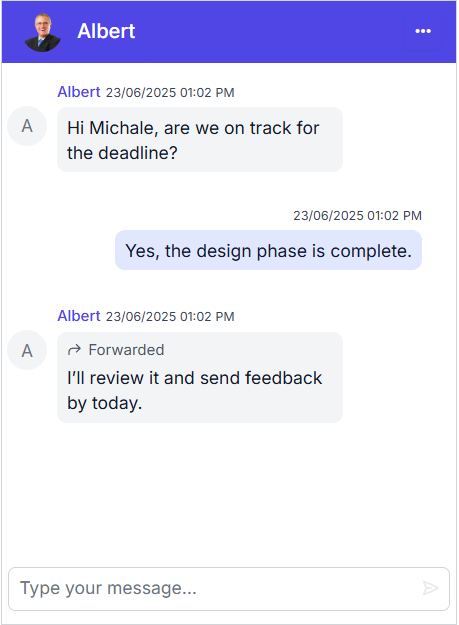 Albert
Albert 23/06/2025 01:02 PM
A
Hi Michale, are we on track for
the deadline?
23/06/2025 01:02 PM
Yes, the design phase is complete.
Albert 23/06/2025 01:02 PM
A
Forwarded
I’ll review it and send feedback
by today.
Type your message...